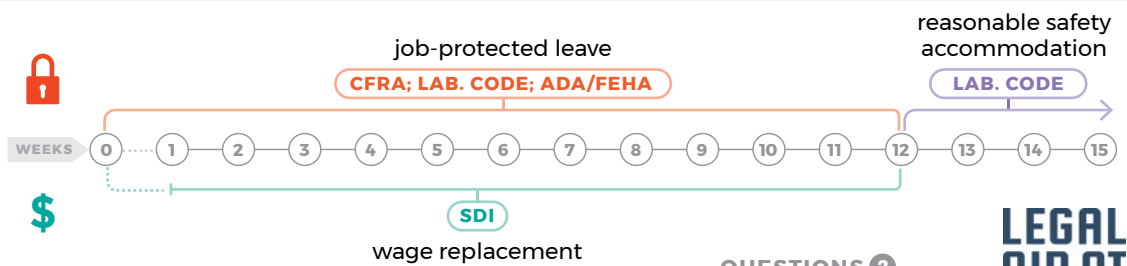 reasonable safety
accommodation
job-protected leave
LAB. CODE
CFRA; LAB. CODE; ADA/FEHA
WEEKS 0 1 2 3 4 5 6 7 8 9 10 11 12 13 14 15
$
SDI
wage replacement
LEGAL
QUESTIONS ?